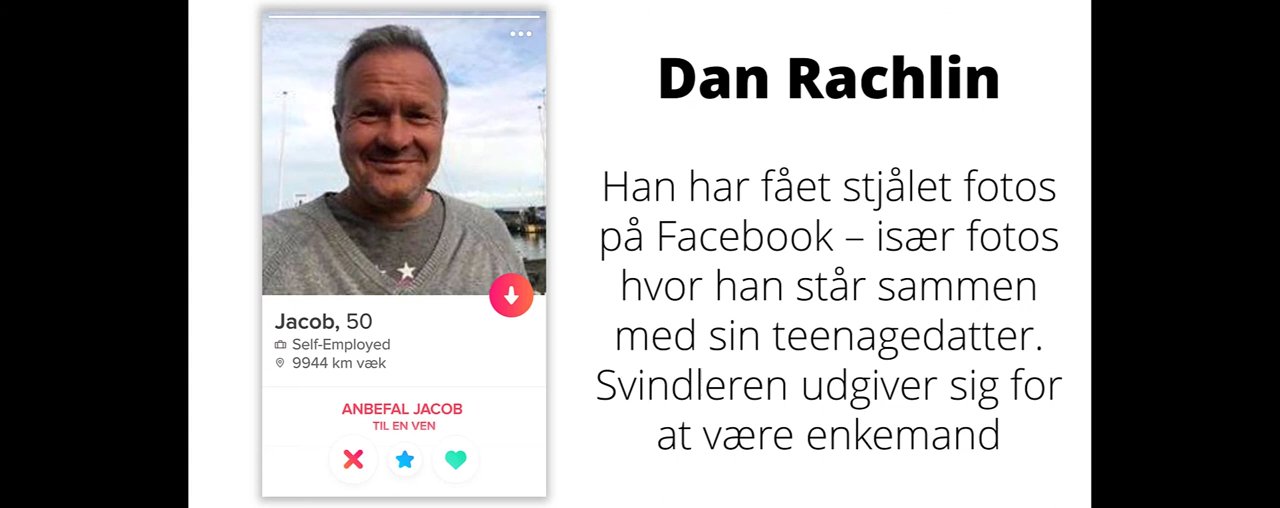 Dan Rachlin
Han har fået stjålet fotos
på Facebook – især fotos
hvor han står sammen
med sin teenagedatter.
Svindleren udgiver sig for
at være enkemand
Jacob, 50
Self-Employed
9944 km væk
ANBEFAL JACOB
TIL EN VEN